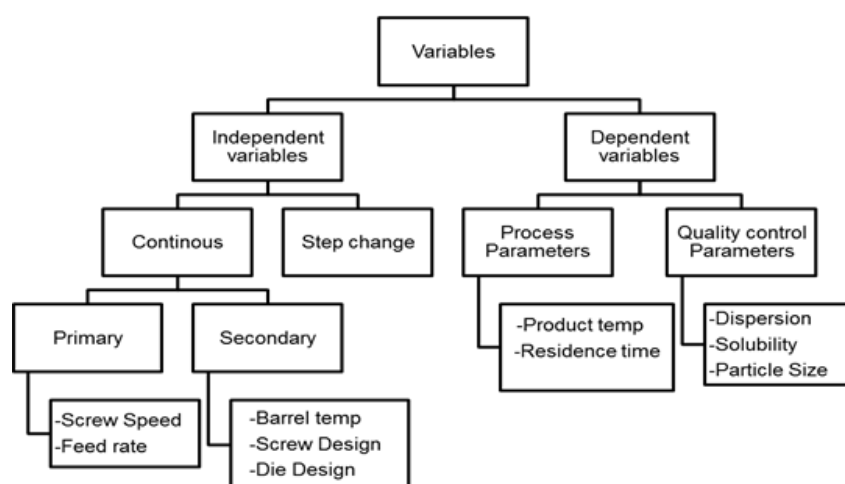 Variables
Independent
variables
Dependent
variables
Continous
Step change
Process
Parameters
Quality control
Parameters
Primary
Secondary
-Product temp
-Residence time
-Dispersion
-Solubility
-Particle Size
-Screw Speed
-Feed rate
-Barrel temp
-Screw Design
-Die Design